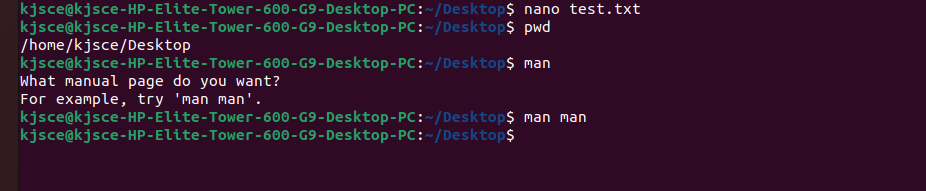 kjsce@kjsce-HP-Elite-Tower-600-G9-Desktop-PC:~/Desktop$ nano test.txt
kjsce@kjsce-HP-Elite-Tower-600-G9-Desktop-PC:~/Desktop$ pwd
/home/kjsce/Desktop
kjsce@kjsce-HP-Elite-Tower-600-G9-Desktop-PC:~/Desktop$ man
What manual page do you want?
For example, try 'man man'.
kjsce@kjsce-HP-Elite-Tower-600-G9-Desktop-PC:~/Desktop$ man man
kjsce@kjsce-HP-Elite-Tower-600-G9-Desktop-PC:~/Desktop$